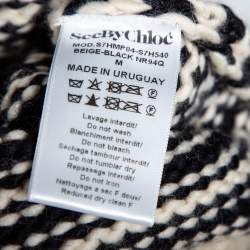 SeeByChloé
MOD.S7HMP04-S7H540
BEIGE-BLACK NR94Q
M
MADE IN URUGUAY
Lavage interdit/
Do not wash
Blanchiment interdit/
Do not bleach
Séchage tambour interdit/
Do not tumbler dry
Repassage interdit/
Do not iron
Nettoyage a sec F doux/
Reduced dry clean F